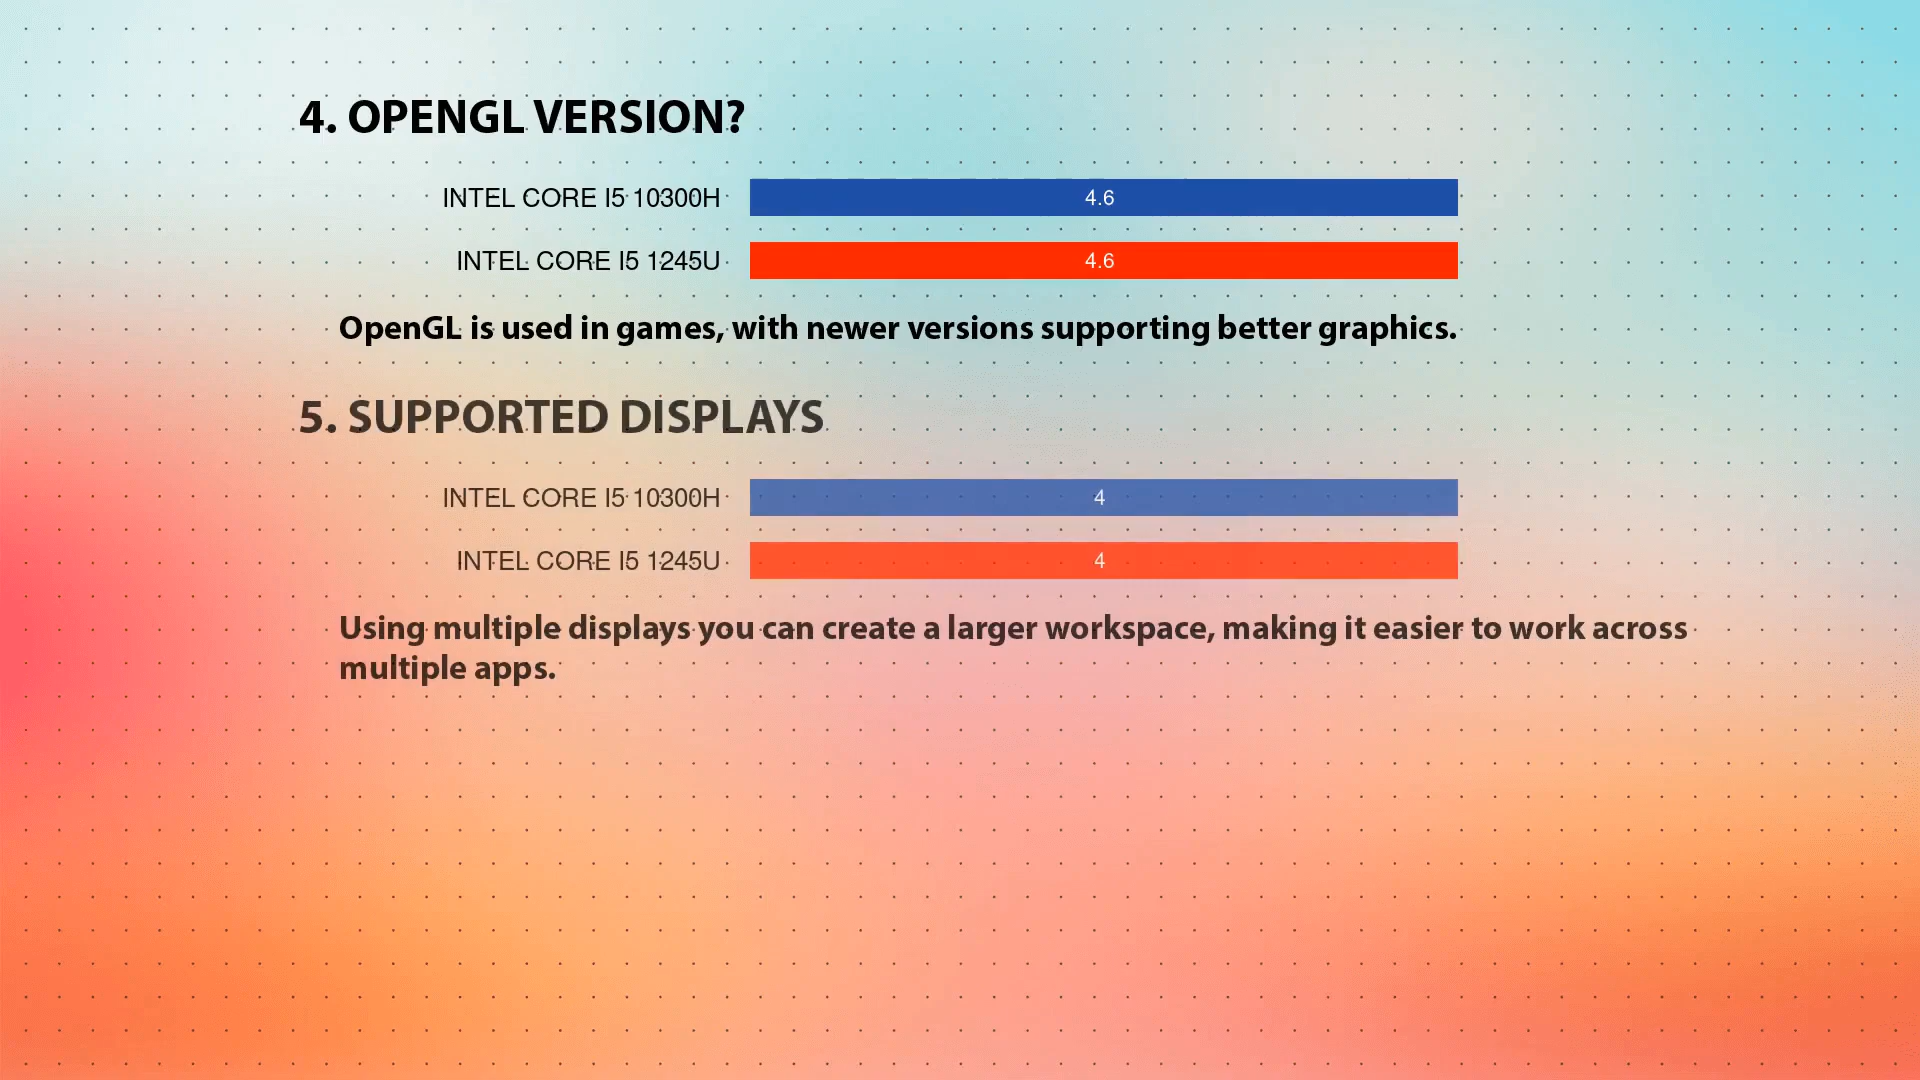 4. OPENGL VERSION?
INTEL CORE I5 10300H
4.6
INTEL CORE I5 1245U
4.6
OpenGL is used in games, with newer versions supporting better graphics.
5. SUPPORTED DISPLAYS
INTEL CORE I5 10300H
4
INTEL CORE I5 1245U
4
Using multiple displays you can create a larger workspace, making it easier to work across
multiple apps.